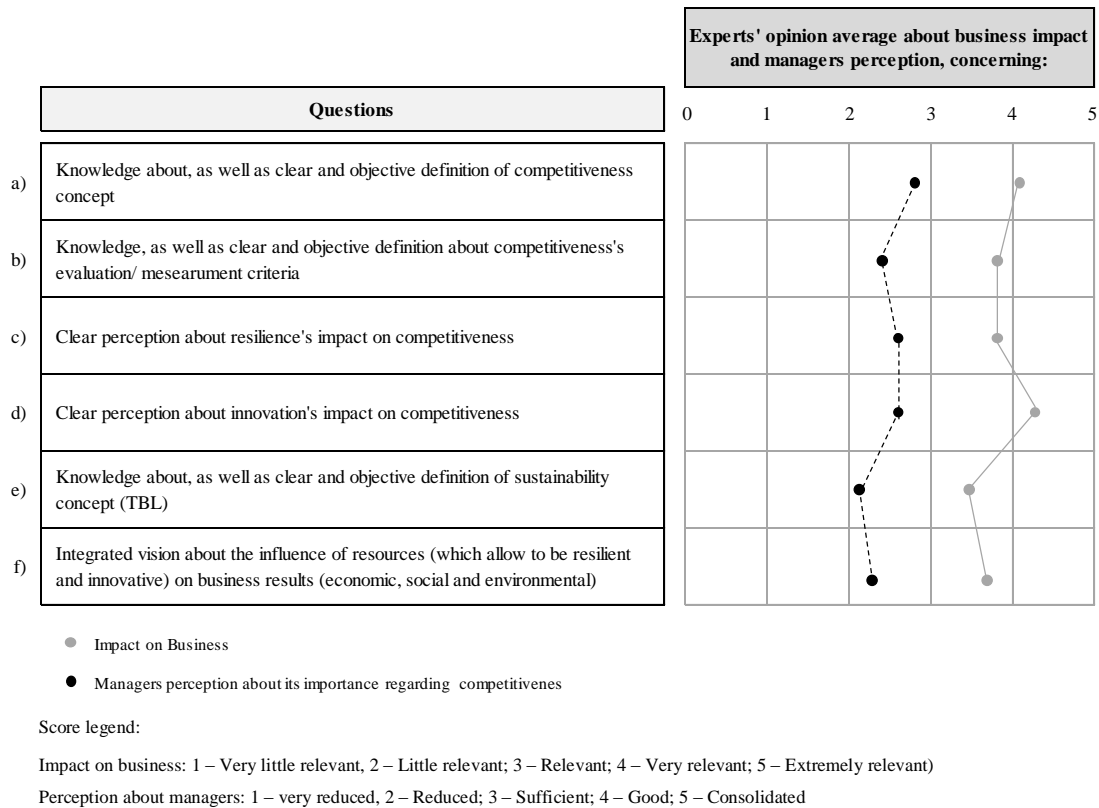 Experts' opinion average about business impact
and managers perception, concerning:
Questions
0 1 2 3 4 5
a)
Knowledge about, as well as clear and objective definition of competitiveness
concept
b)
Knowledge, as well as clear and objective definition about competitiveness's
evaluation/ mesearument criteria
c)
Clear perception about resilience's impact on competitiveness
d)
Clear perception about innovation's impact on competitiveness
e)
Knowledge about, as well as clear and objective definition of sustainability
concept (TBL)
f)
Integrated vision about the influence of resources (which allow to be resilient
and innovative) on business results (economic, social and environmental)
Impact on Business
Managers perception about its importance regarding competitivenes
Score legend:
Impact on business: 1 – Very little relevant, 2 – Little relevant; 3 – Relevant; 4 – Very relevant; 5 – Extremely relevant)
Perception about managers: 1 – very reduced, 2 – Reduced; 3 – Sufficient; 4 – Good; 5 – Consolidated